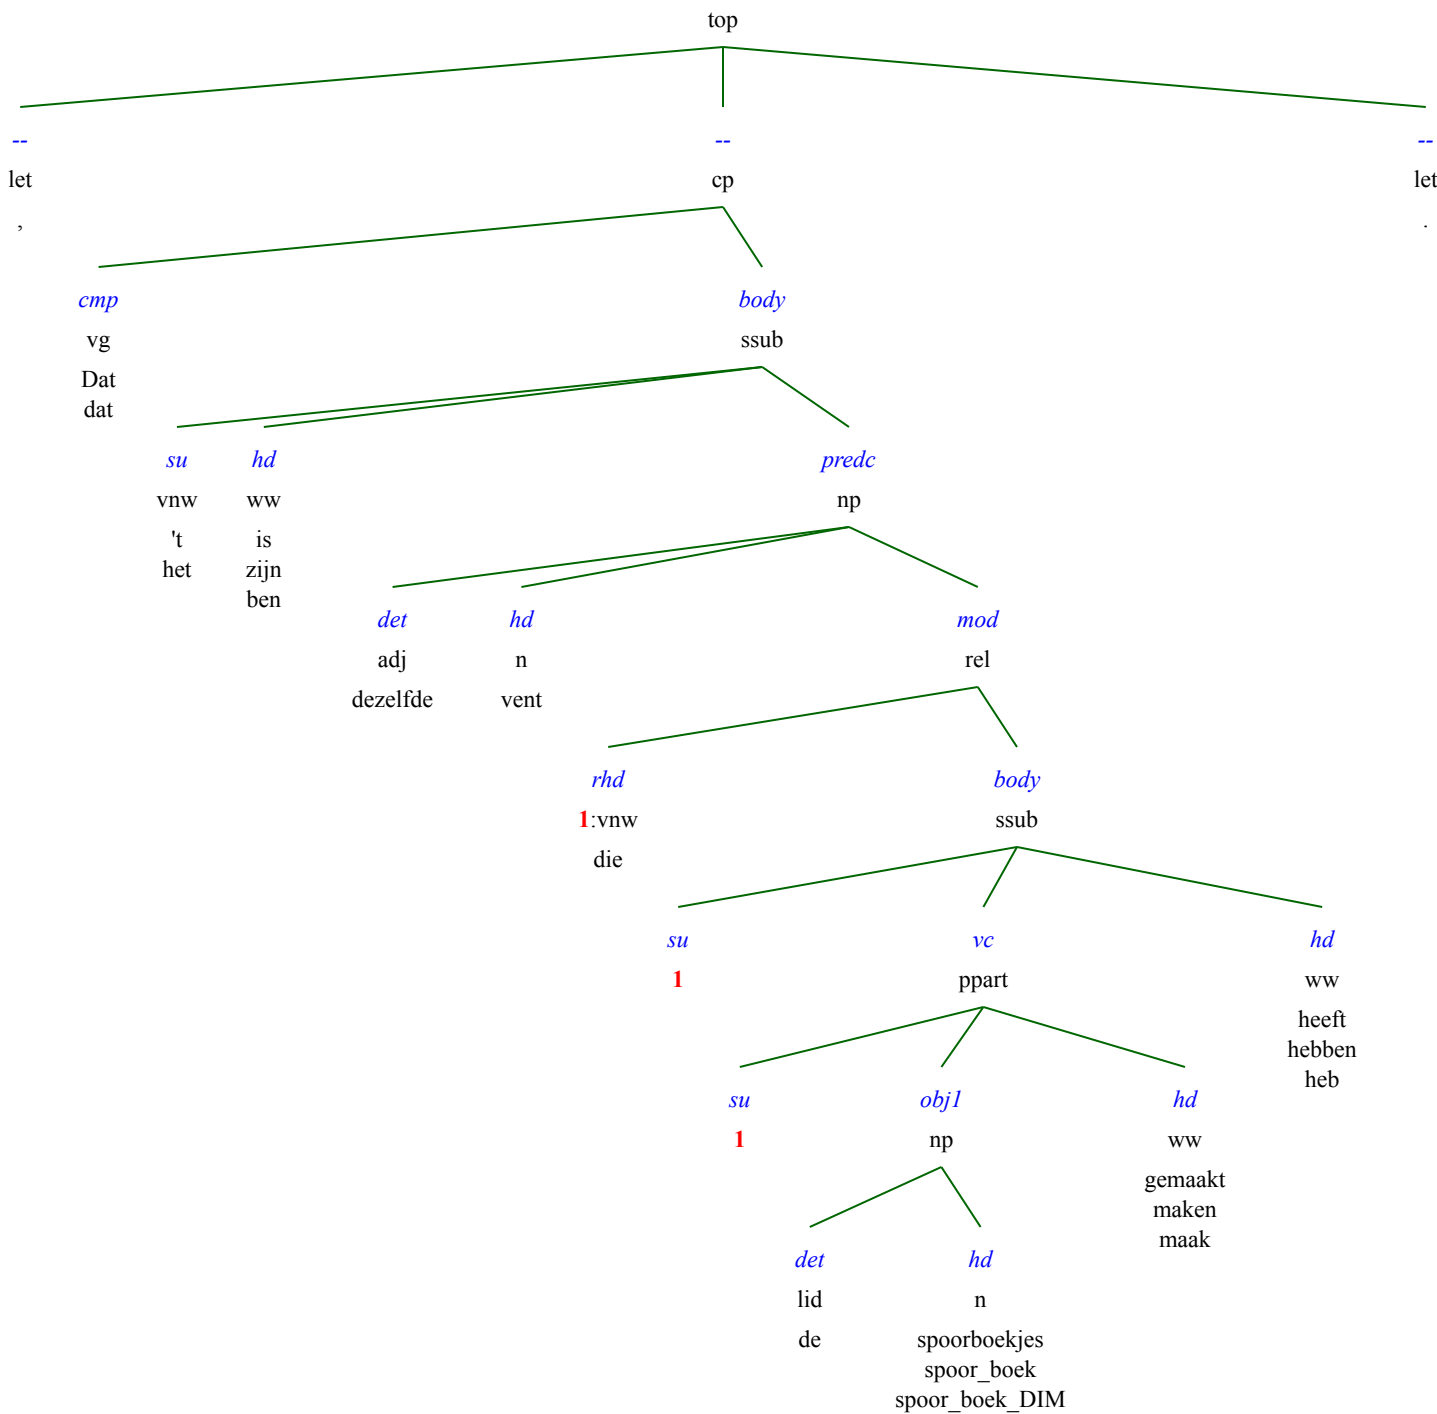 top
-- -- --
let cp let
, .
cmp body
vg ssub
Dat
dat
su hd predc
vnw ww np
't is
het zijn
ben
det hd mod
adj n rel
dezelfde vent
rhd body
1:vnw ssub
die
su vc hd
1 ppart ww
heeft
hebben
heb
su obj1 hd
1 np ww
gemaakt
maken
maak
det hd
lid n
de spoorboekjes
spoor_boek
spoor_boek_DIM